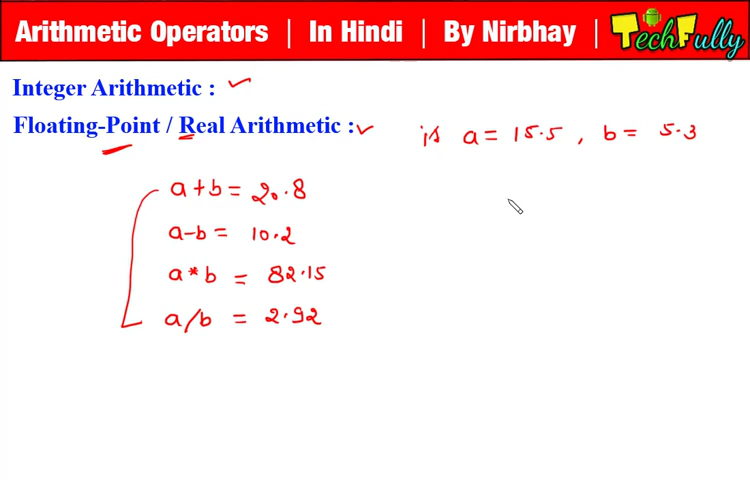 Arithmetic Operators | In Hindi | By Nirbhay | TechFully
Integer Arithmetic :
Floating-Point / Real Arithmetic :
if a = 15.5 , b = 5.3
a+b = 20.8
a-b = 10.2
a*b = 82.15
a/b = 2.92